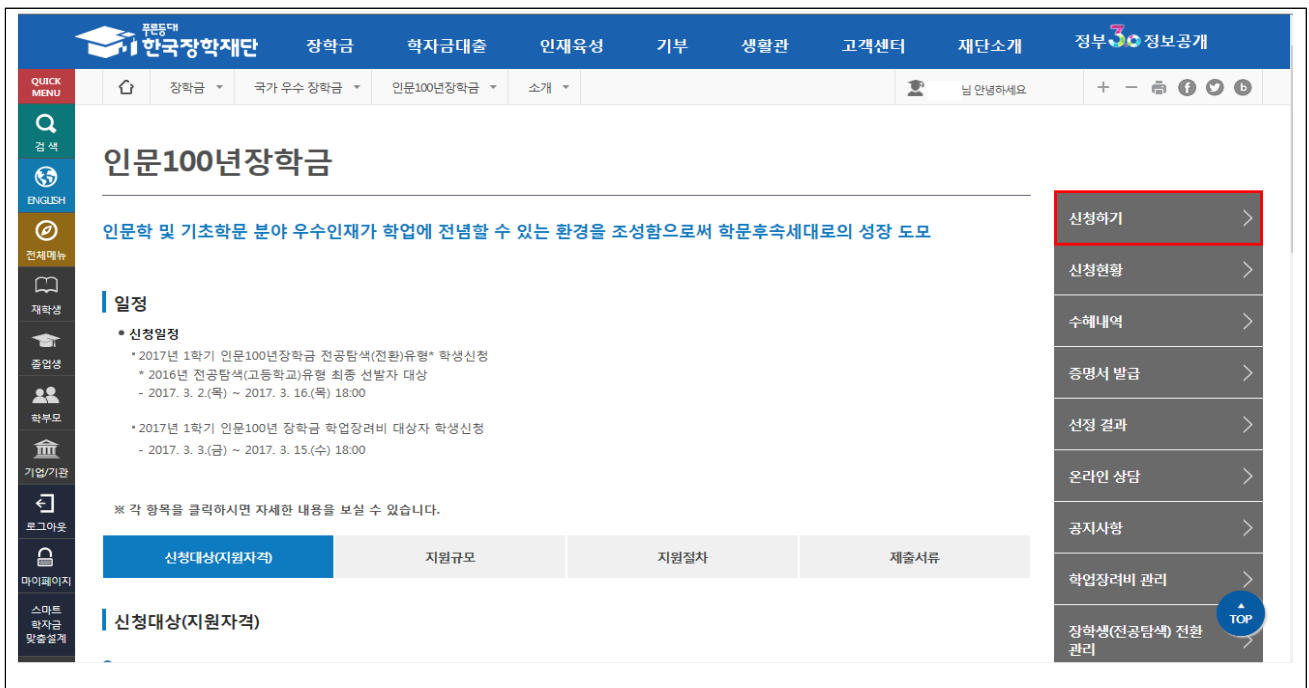 푸른등대
한국장학재단
장학금 학자금대출 인재육성 기부 생활관 고객센터 재단소개 정부3.0 정보공개
QUICK MENU
장학금 국가 우수 장학금 인문100년장학금 소개 님 안녕하세요
검색
ENGLISH
전체메뉴
재학생
졸업생
학부모
기업/기관
로그아웃
마이페이지
스마트
학자금
맞춤설계
인문100년장학금
인문학 및 기초학문 분야 우수인재가 학업에 전념할 수 있는 환경을 조성함으로써 학문후속세대로의 성장 도모
일정
• 신청일정
• 2017년 1학기 인문100년장학금 전공탐색(전환)유형* 학생신청
* 2016년 전공탐색(고등학교)유형 최종 선발자 대상
- 2017. 3. 2.(목) ~ 2017. 3. 16.(목) 18:00
• 2017년 1학기 인문100년 장학금 학업장려비 대상자 학생신청
- 2017. 3. 3.(금) ~ 2017. 3. 15.(수) 18:00
※ 각 항목을 클릭하시면 자세한 내용을 보실 수 있습니다.
신청대상(지원자격) 지원규모 지원절차 제출서류
신청대상(지원자격)
신청하기
신청현황
수혜내역
증명서 발급
선정 결과
온라인 상담
공지사항
학업장려비 관리
장학생(전공탐색) 전환
관리
TOP